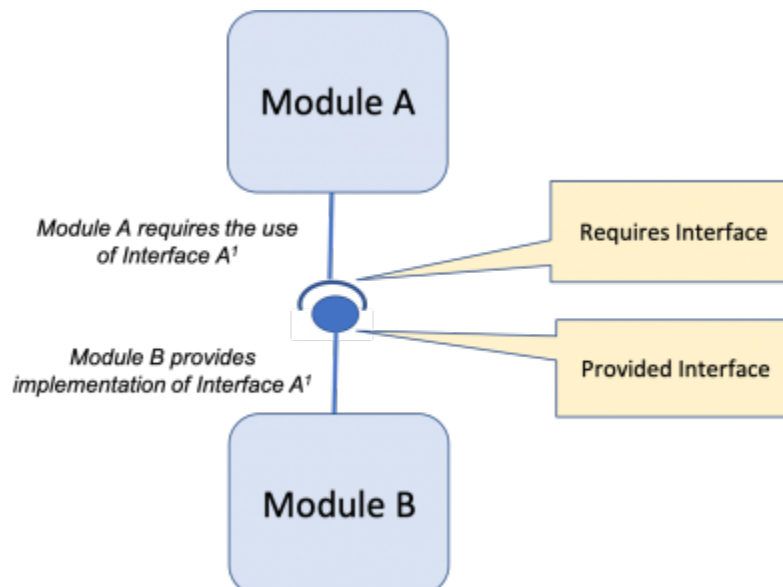 Module A
Module A requires the use
of Interface A¹
Requires Interface
Module B provides
implementation of Interface A¹
Provided Interface
Module B